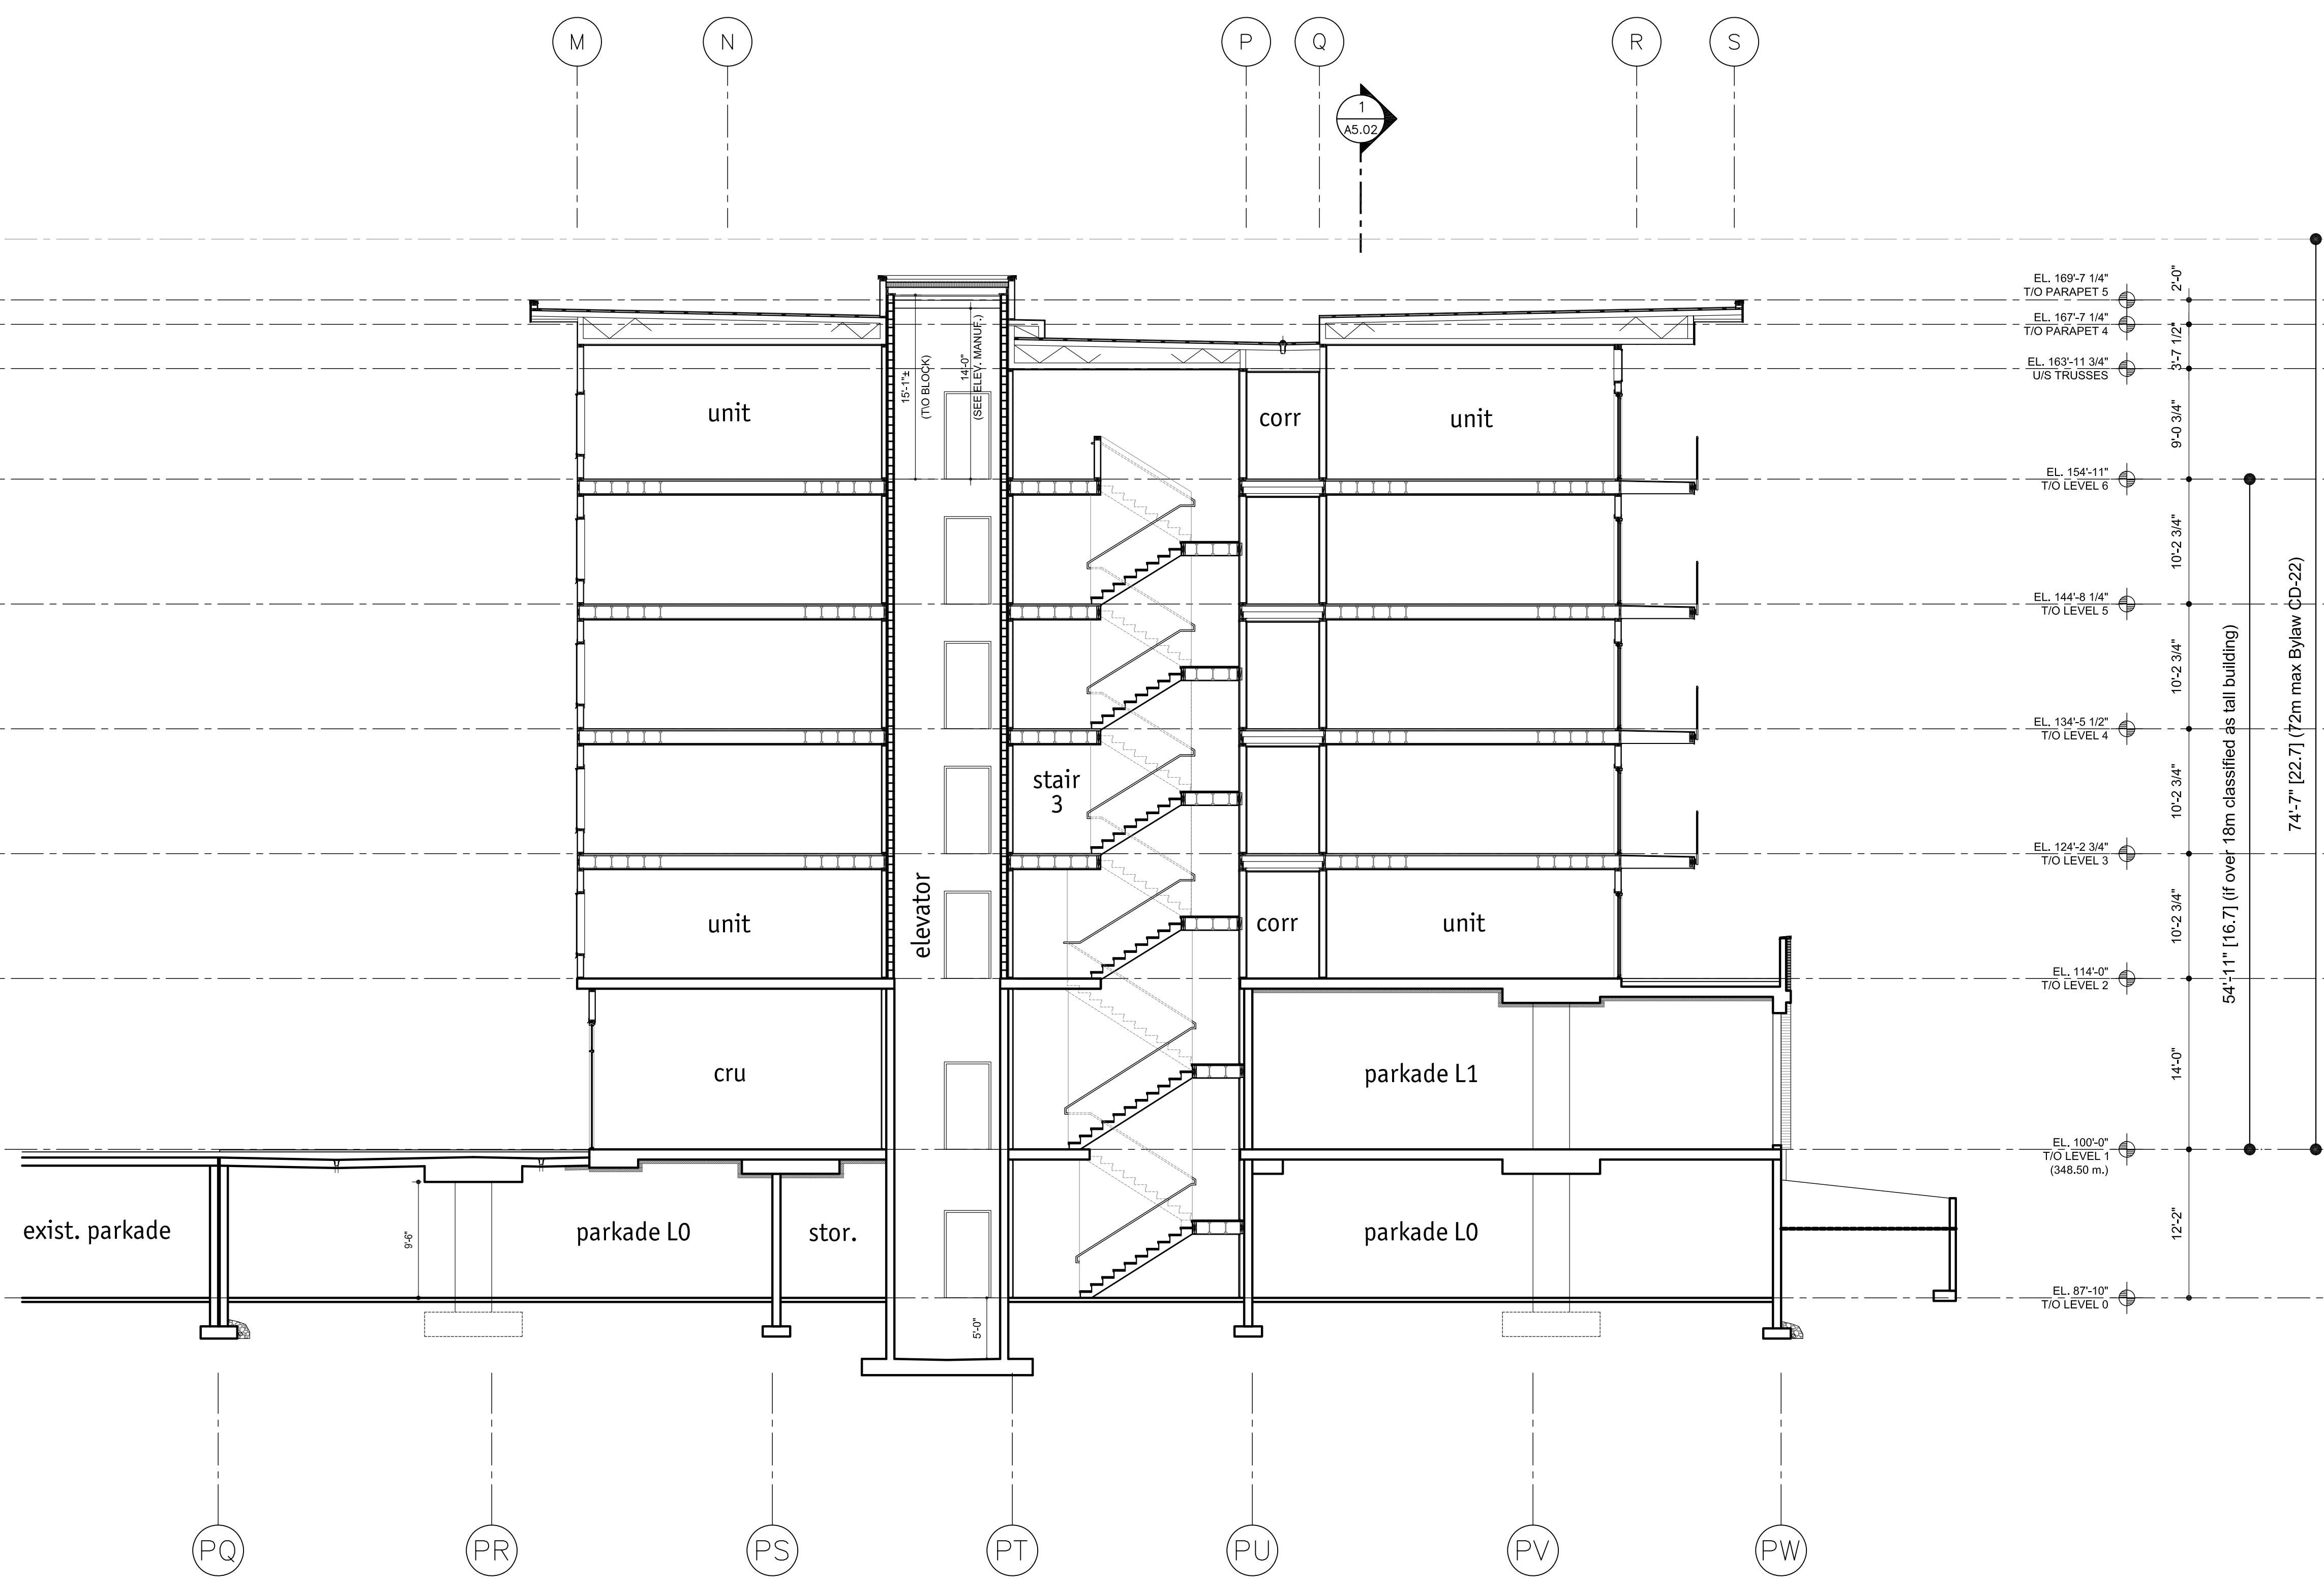 M
N
P
Q
R
S
1
A5.02
EL. 169'-7 1/4"
T/O PARAPET 5
2'-0"
EL. 167'-7 1/4"
T/O PARAPET 4
3'-7 1/2"
EL. 163'-11 3/4"
U/S TRUSSES
9'-0 3/4"
15'-1"±
(T\O BLOCK)
14'-0"
(SEE ELEV. MANUF.)
unit
corr
unit
EL. 154'-11"
T/O LEVEL 6
10'-2 3/4"
EL. 144'-8 1/4"
T/O LEVEL 5
10'-2 3/4"
EL. 134'-5 1/2"
T/O LEVEL 4
10'-2 3/4"
stair
3
EL. 124'-2 3/4"
T/O LEVEL 3
10'-2 3/4"
elevator
unit
corr
unit
EL. 114'-0"
T/O LEVEL 2
14'-0"
54'-11" [16.7] (if over 18m classified as tall building)
74'-7" [22.7] (72m max Bylaw CD-22)
cru
parkade L1
EL. 100'-0"
T/O LEVEL 1
(348.50 m.)
12'-2"
exist. parkade
9'-6"
parkade L0
stor.
parkade L0
5'-0"
EL. 87'-10"
T/O LEVEL 0
PQ
PR
PS
PT
PU
PV
PW